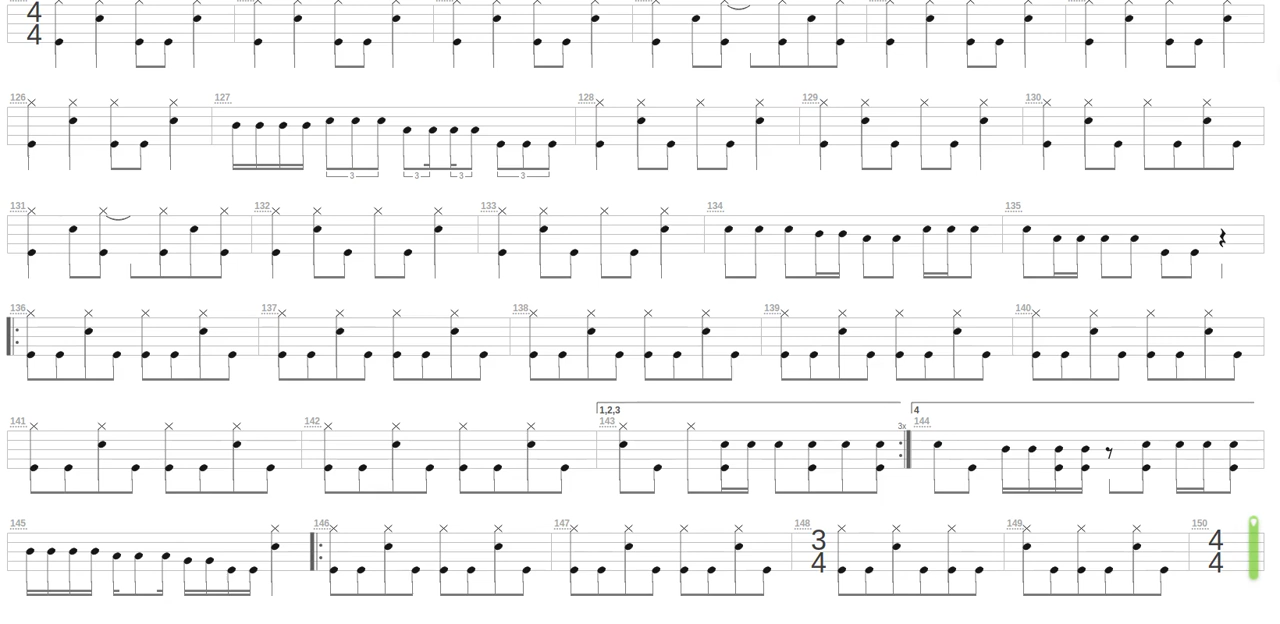 4
4
126 127 128 129 130
3 3 3 3
131 132 133 134 135
136 137 138 139 140
1,2,3 4
141 142 143 3x 144
145 146 147 148 149 150
3 4
4 4